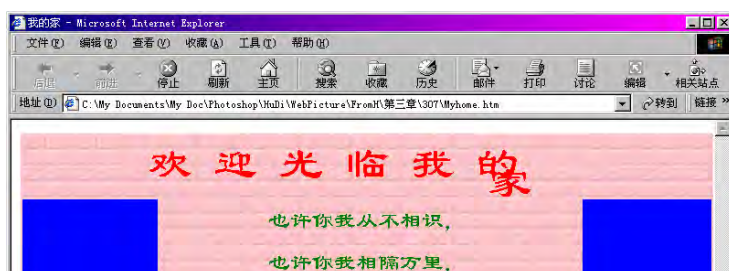 我的家 - Microsoft Internet Explorer
文件(F) 编辑(E) 查看(V) 收藏(A) 工具(T) 帮助(H)
后退 前进 停止 刷新 主页 搜索 收藏 历史 邮件 打印 讨论 编辑 相关站点
地址(D) C:\My Documents\My Doc\Photoshop\HuDi\WebPicture\FromH\第三章\307\Myhome.htm 转到 链接 »
欢迎光临我的家
也许你我从不相识,
也许你我相隔万里,